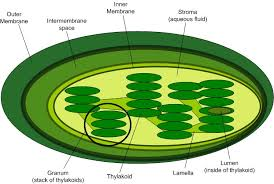 Outer
Membrane
Intermembrane
space
Inner
Membrane
Stroma
(aqueous fluid)
Granum
(stack of thylakoids)
Thylakoid
Lamella
Lumen
(inside of thylakoid)